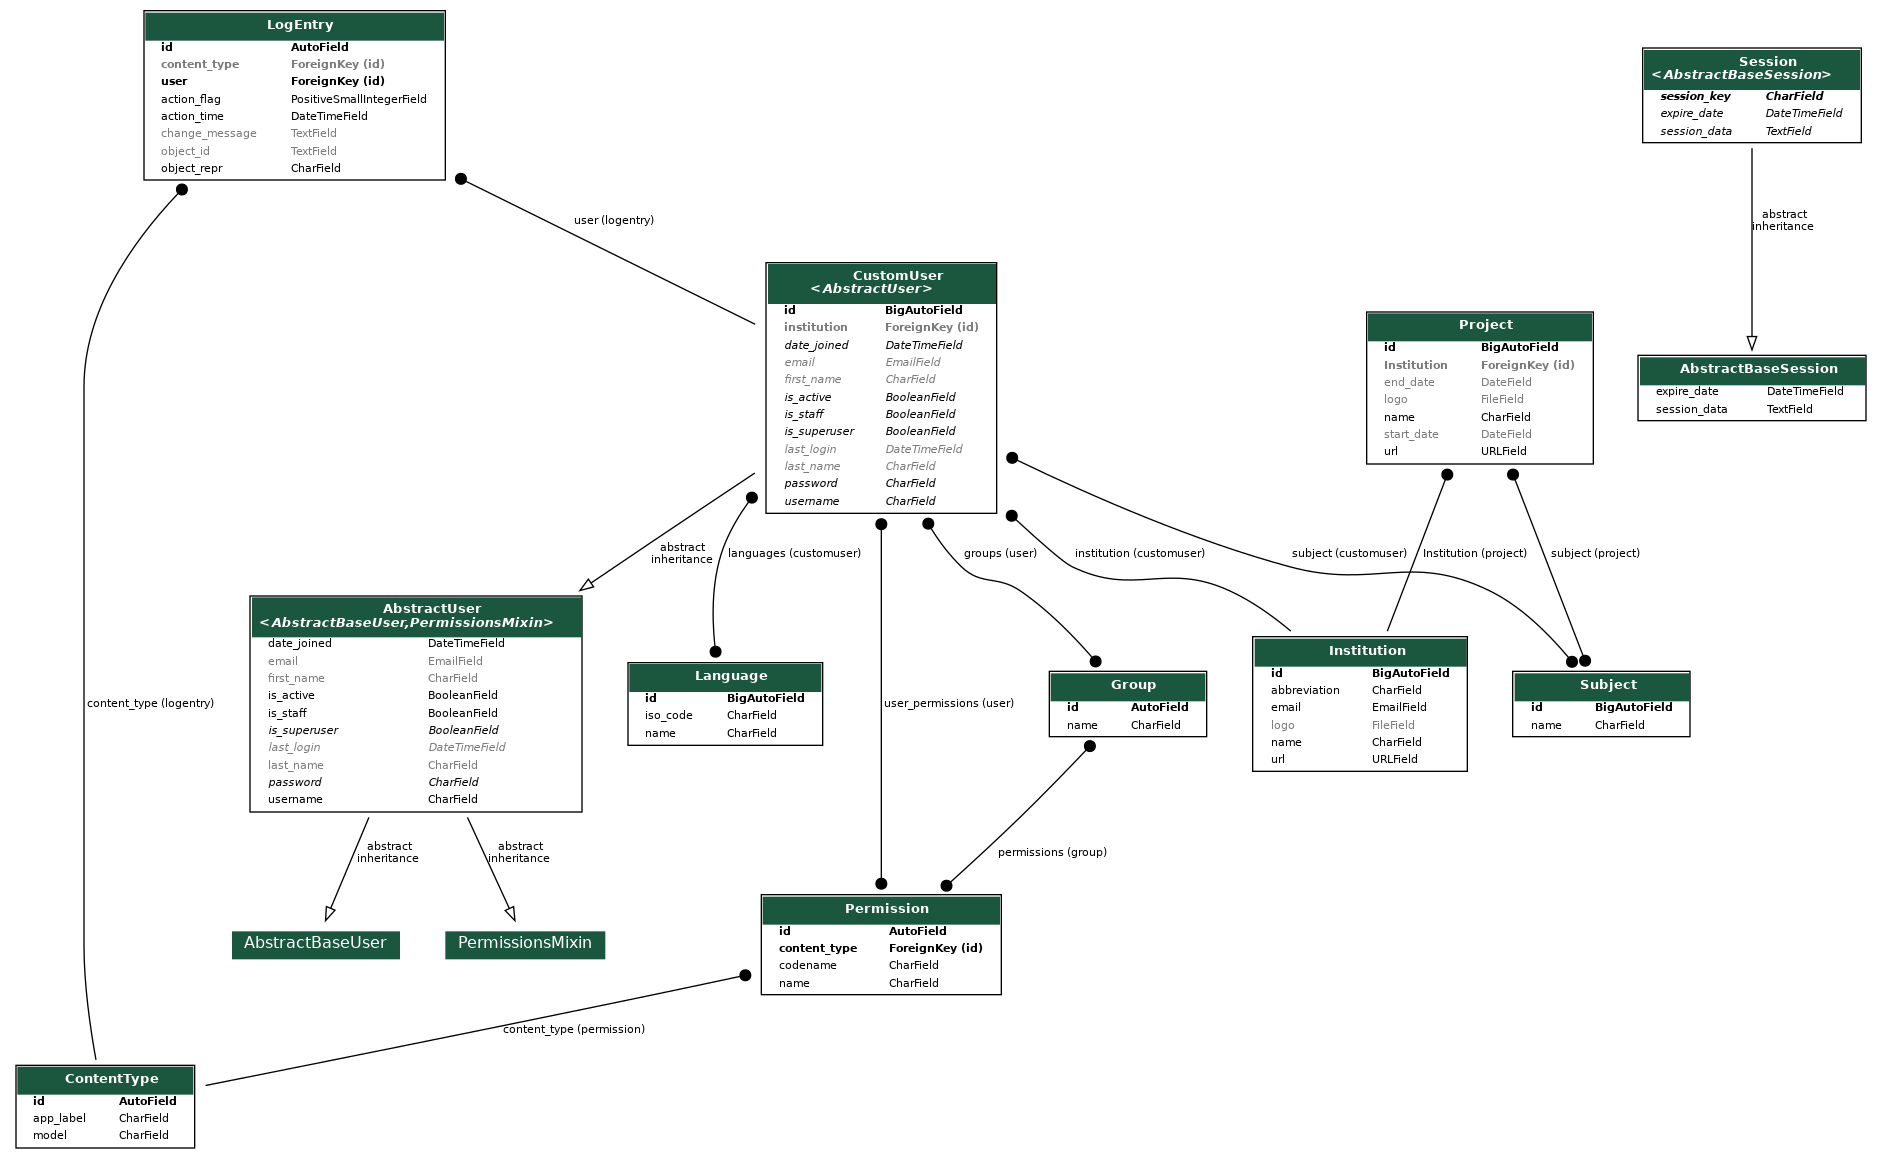 LogEntry
id AutoField
content_type ForeignKey (id)
user ForeignKey (id)
action_flag PositiveSmallIntegerField
action_time DateTimeField
change_message TextField
object_id TextField
object_repr CharField
Session
<AbstractBaseSession>
session_key CharField
expire_date DateTimeField
session_data TextField
user (logentry)
abstract
inheritance
CustomUser
<AbstractUser>
id BigAutoField
institution ForeignKey (id)
date_joined DateTimeField
email EmailField
first_name CharField
is_active BooleanField
is_staff BooleanField
is_superuser BooleanField
last_login DateTimeField
last_name CharField
password CharField
username CharField
Project
id BigAutoField
Institution ForeignKey (id)
end_date DateField
logo FileField
name CharField
start_date DateField
url URLField
AbstractBaseSession
expire_date DateTimeField
session_data TextField
abstract
inheritance
languages (customuser)
groups (user)
institution (customuser)
subject (customuser)
Institution (project)
subject (project)
AbstractUser
<AbstractBaseUser,PermissionsMixin>
date_joined DateTimeField
email EmailField
first_name CharField
is_active BooleanField
is_staff BooleanField
is_superuser BooleanField
last_login DateTimeField
last_name CharField
password CharField
username CharField
Language
id BigAutoField
iso_code CharField
name CharField
Group
id AutoField
name CharField
Institution
id BigAutoField
abbreviation CharField
email EmailField
logo FileField
name CharField
url URLField
Subject
id BigAutoField
name CharField
content_type (logentry)
user_permissions (user)
abstract
inheritance
abstract
inheritance
permissions (group)
AbstractBaseUser
PermissionsMixin
Permission
id AutoField
content_type ForeignKey (id)
codename CharField
name CharField
content_type (permission)
ContentType
id AutoField
app_label CharField
model CharField